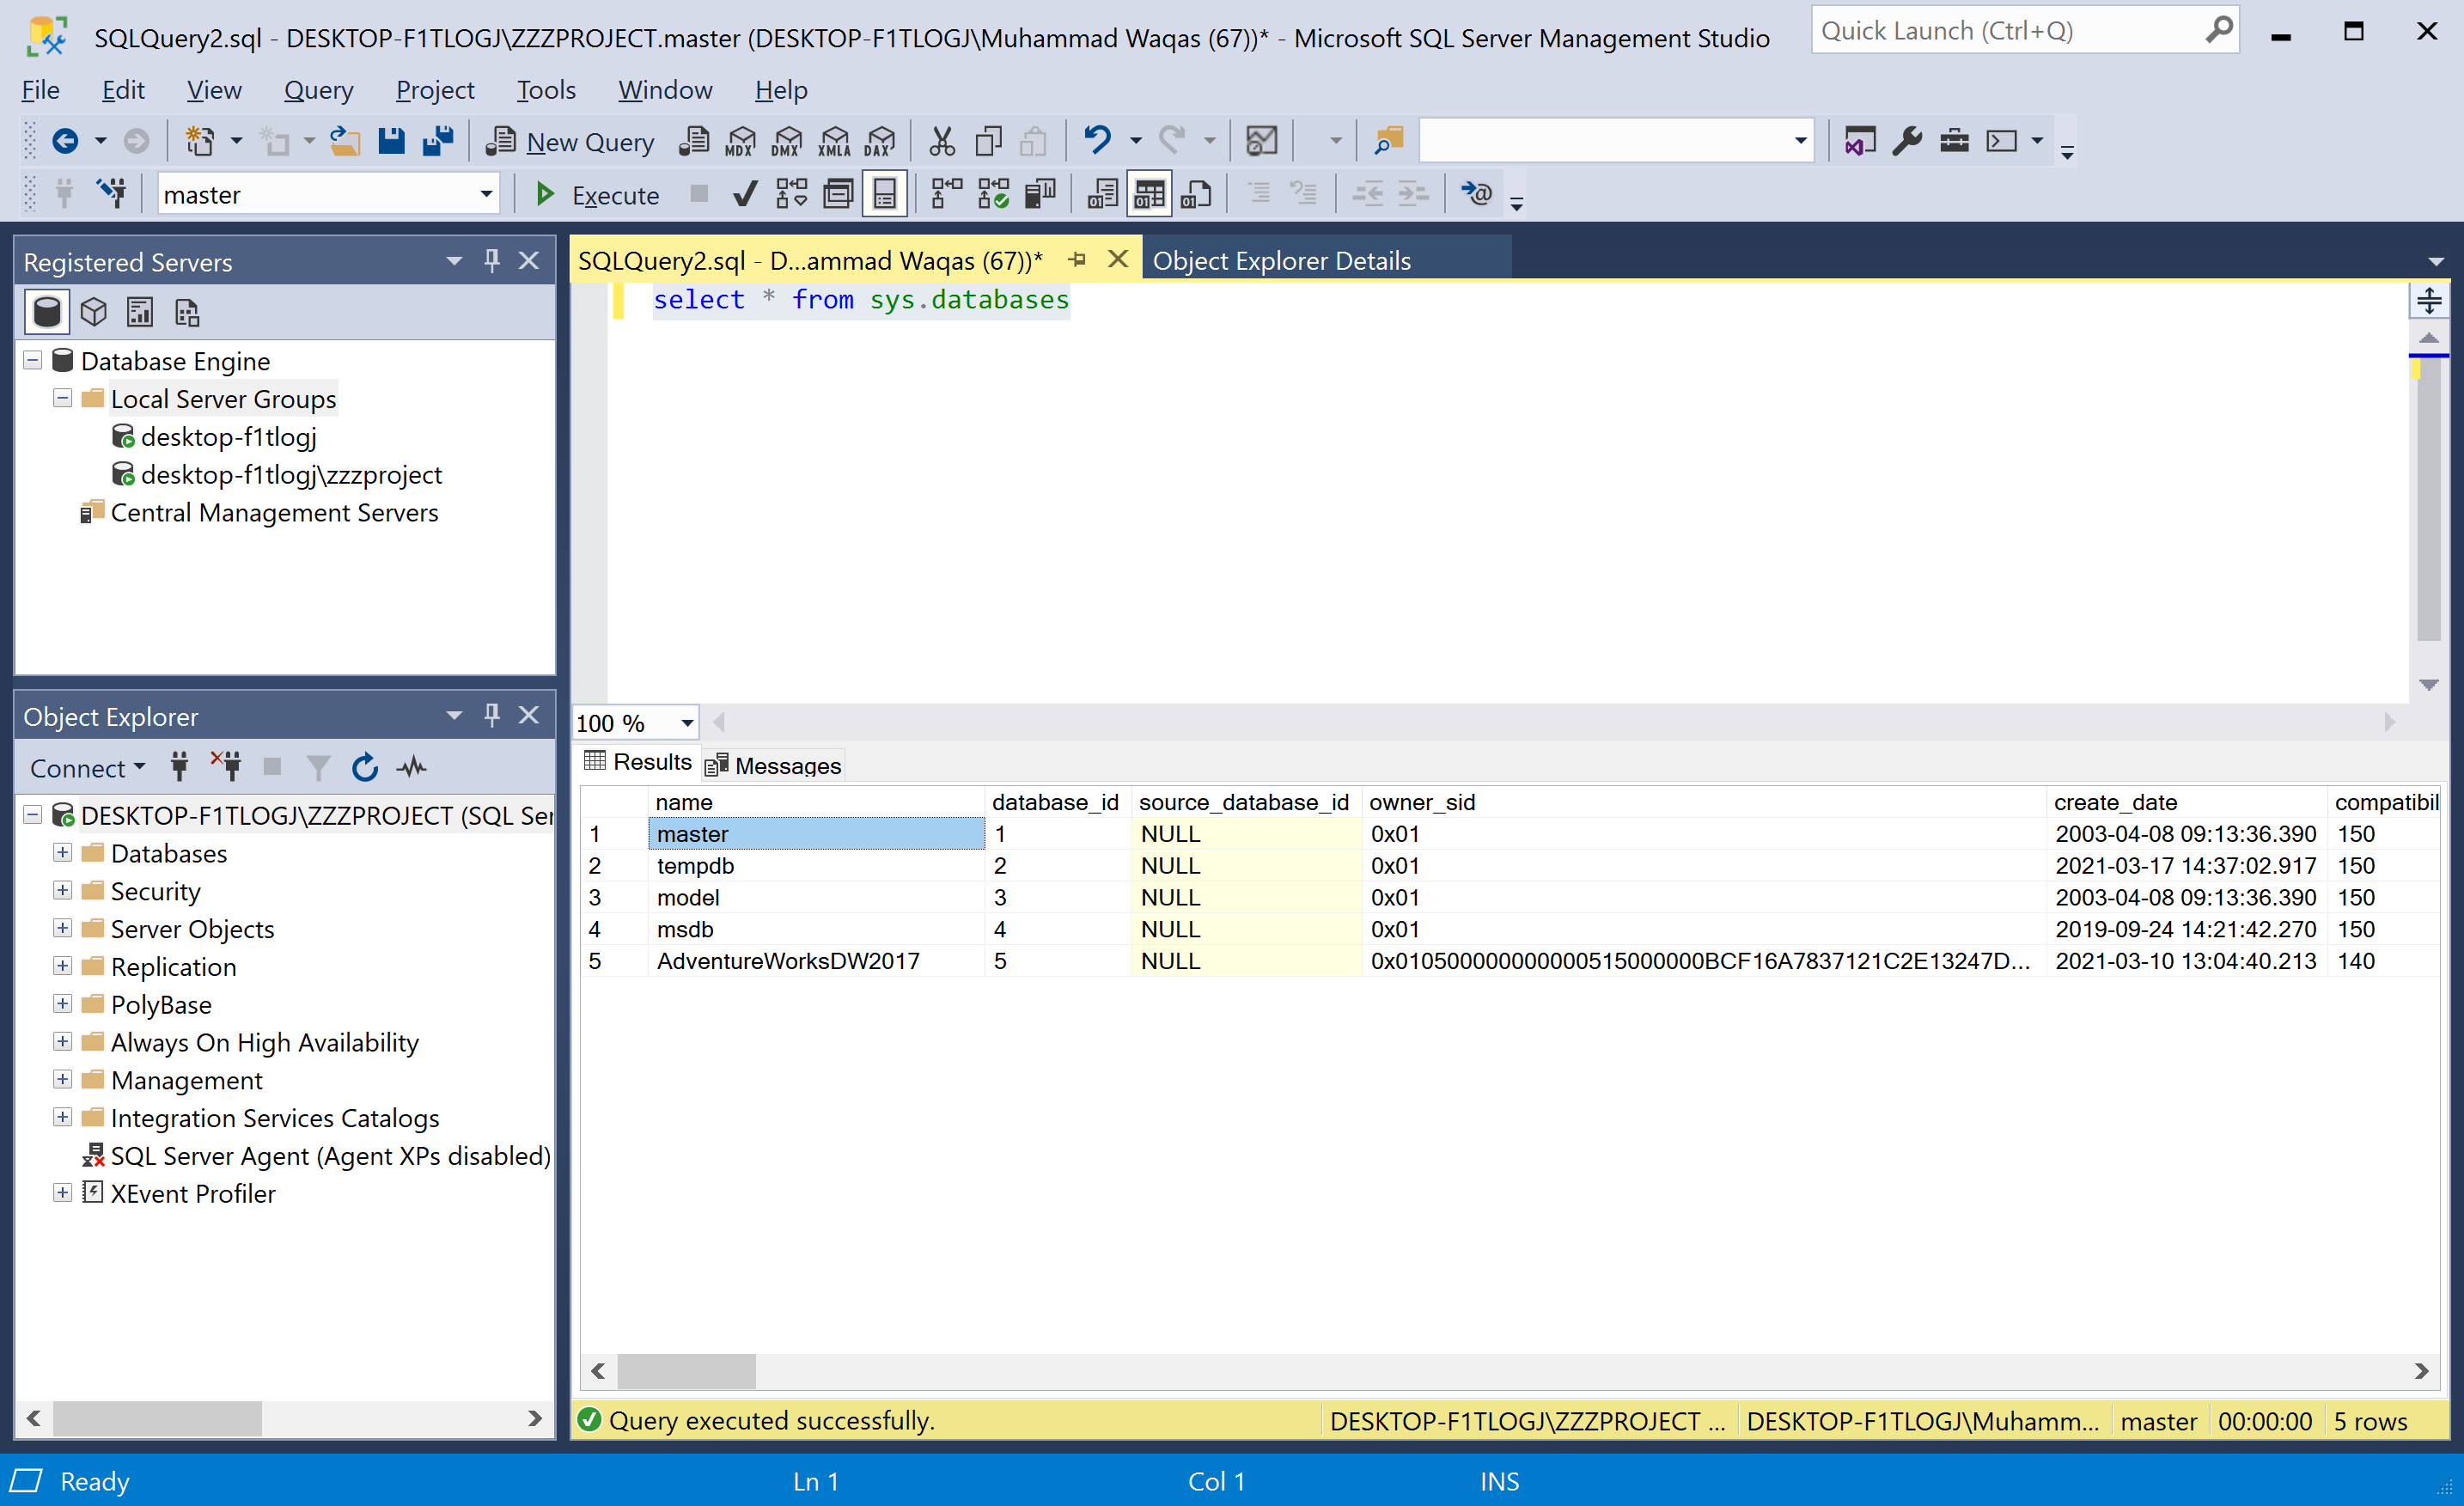 SQLQuery2.sql - DESKTOP-F1TLOGJ\ZZZPROJECT.master (DESKTOP-F1TLOGJ\Muhammad Waqas (67))* - Microsoft SQL Server Management Studio
Quick Launch (Ctrl+Q)
File Edit View Query Project Tools Window Help
New Query MDX DMX XMLA DAX
master Execute
Registered Servers
Database Engine
Local Server Groups
desktop-f1tlogj
desktop-f1tlogj\zzzproject
Central Management Servers
Object Explorer
Connect
DESKTOP-F1TLOGJ\ZZZPROJECT (SQL Ser
Databases
Security
Server Objects
Replication
PolyBase
Always On High Availability
Management
Integration Services Catalogs
SQL Server Agent (Agent XPs disabled)
XEvent Profiler
SQLQuery2.sql - D...ammad Waqas (67))* Object Explorer Details
select * from sys.databases
100 %
Results Messages
name database_id source_database_id owner_sid create_date compatibil
1 master 1 NULL 0x01 2003-04-08 09:13:36.390 150
2 tempdb 2 NULL 0x01 2021-03-17 14:37:02.917 150
3 model 3 NULL 0x01 2003-04-08 09:13:36.390 150
4 msdb 4 NULL 0x01 2019-09-24 14:21:42.270 150
5 AdventureWorksDW2017 5 NULL 0x010500000000000515000000BCF16A7837121C2E13247D... 2021-03-10 13:04:40.213 140
Query executed successfully. DESKTOP-F1TLOGJ\ZZZPROJECT ... DESKTOP-F1TLOGJ\Muhamm... master 00:00:00 5 rows
Ready Ln 1 Col 1 INS